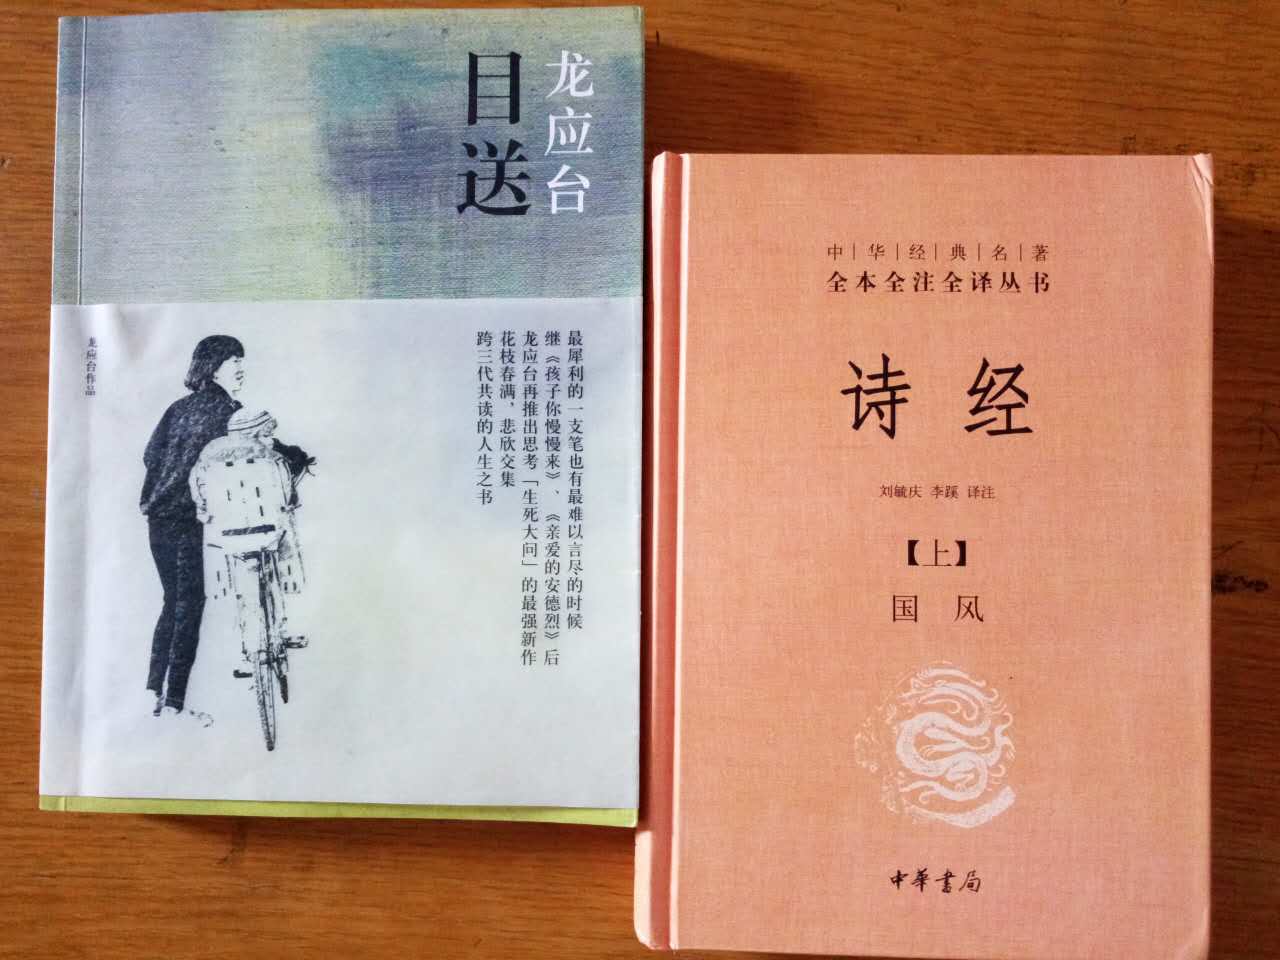 龙应台
目送
最犀利的一支笔也有最难以言尽的时候
继《孩子你慢慢来》、《亲爱的安德烈》后
龙应台再推出思考「生死大问」的最强新作
花枝春满，悲欣交集
跨三代共读的人生之书
龙应台作品
中|华|经|典|名|著
全本全注全译丛书
诗经
刘毓庆 李蹊 译注
【上】
国风
中華書局